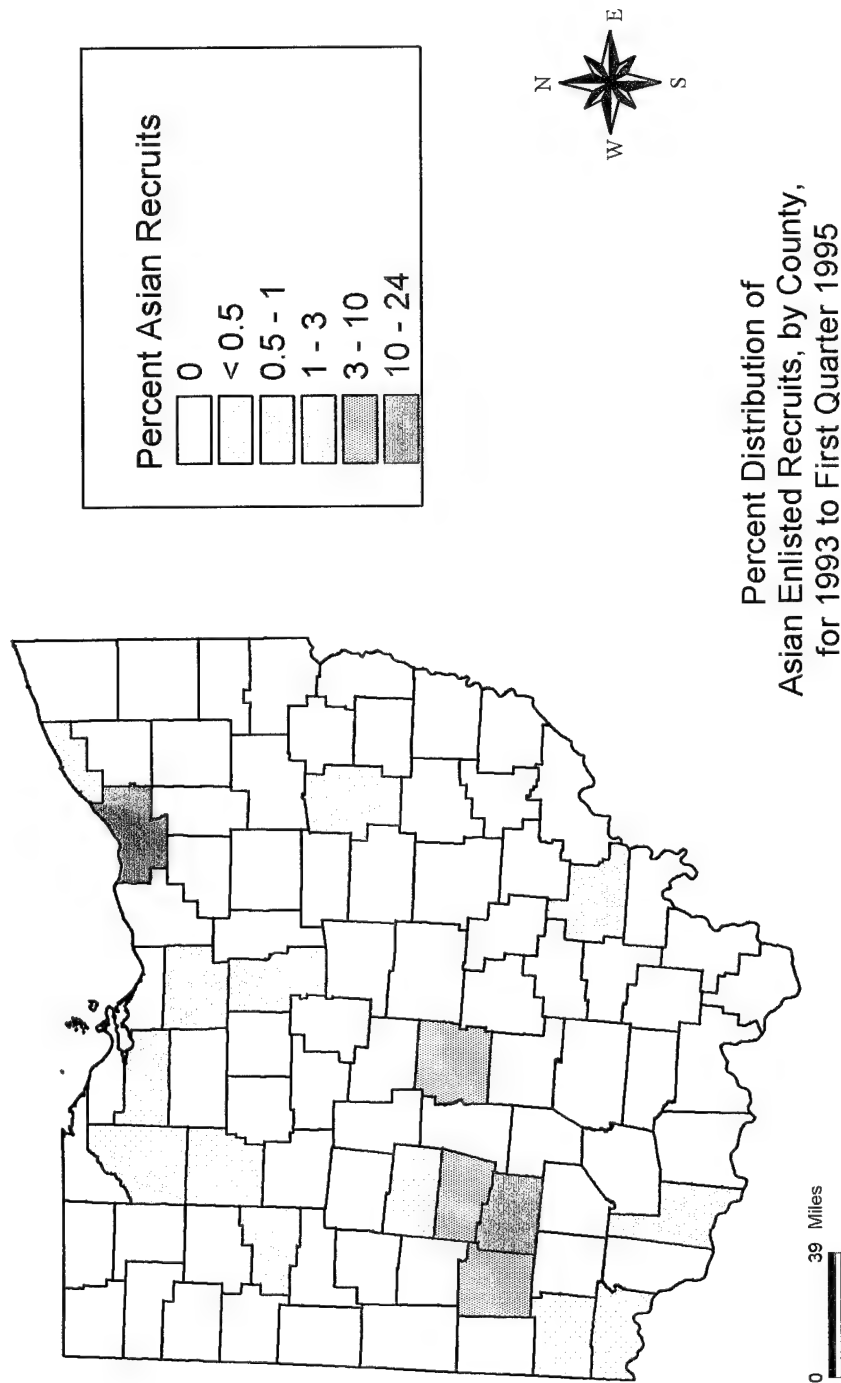 Percent Asian Recruits
0
< 0.5
0.5 - 1
1 - 3
3 - 10
10 - 24
N
W
E
S
Percent Distribution of
Asian Enlisted Recruits, by County,
for 1993 to First Quarter 1995
0
39 Miles